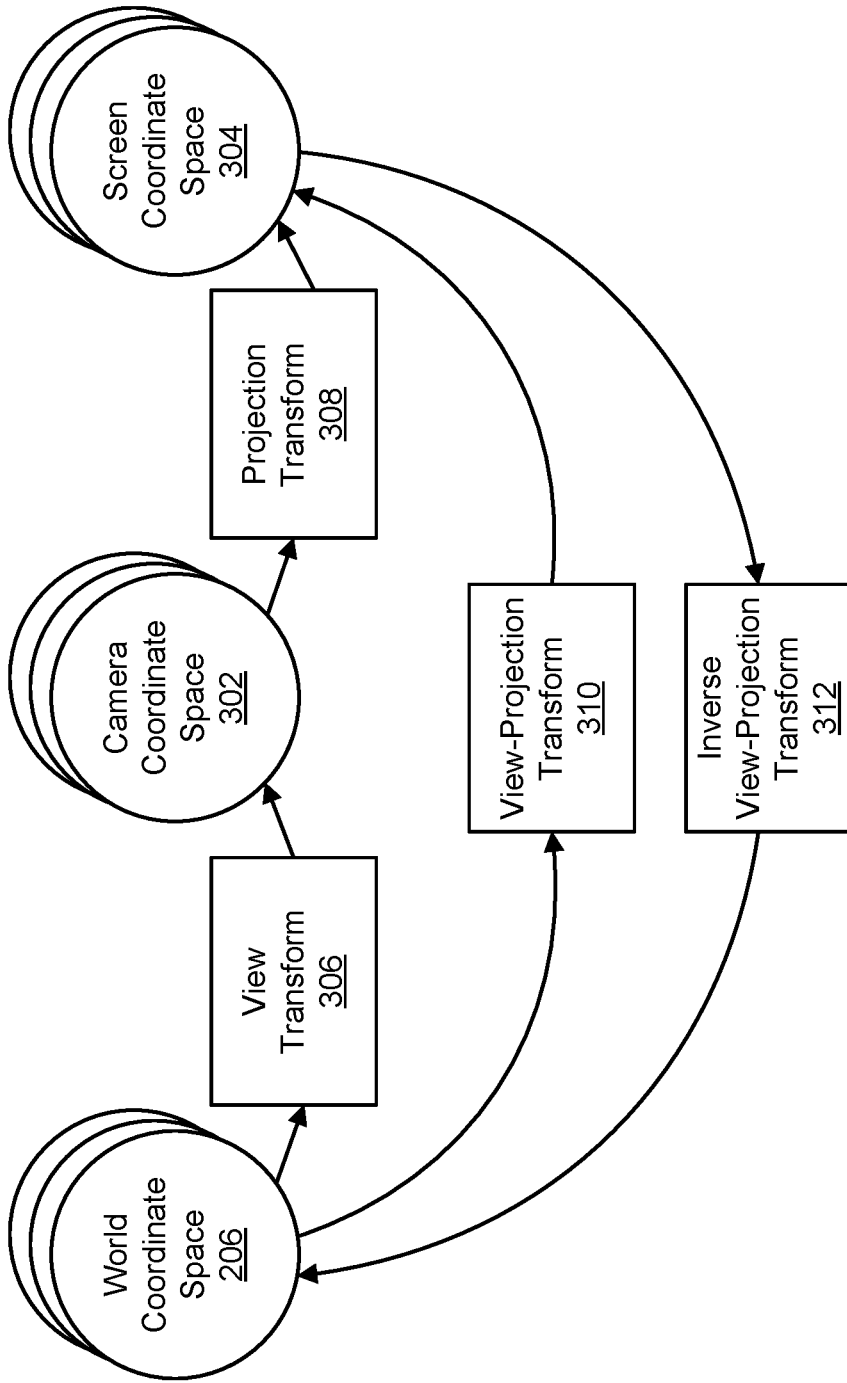 World
Coordinate
Space
206
View
Transform
306
Camera
Coordinate
Space
302
Projection
Transform
308
Screen
Coordinate
Space
304
View-Projection
Transform
310
Inverse
View-Projection
Transform
312